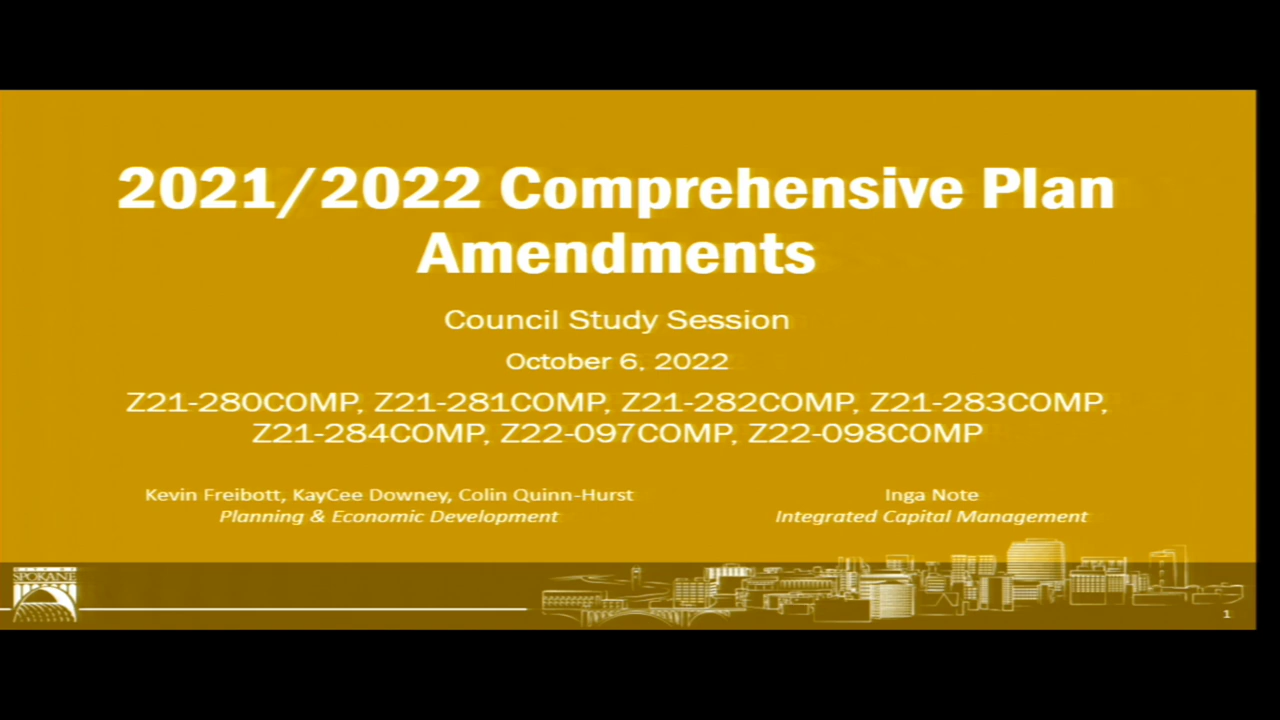 2021/2022 Comprehensive Plan
Amendments
Council Study Session
October 6, 2022
Z21-280COMP, Z21-281COMP, Z21-282COMP, Z21-283COMP,
Z21-284COMP, Z22-097COMP, Z22-098COMP
Kevin Freibott, KayCee Downey, Colin Quinn-Hurst
Planning & Economic Development
Inga Note
Integrated Capital Management
SPOKANE
1